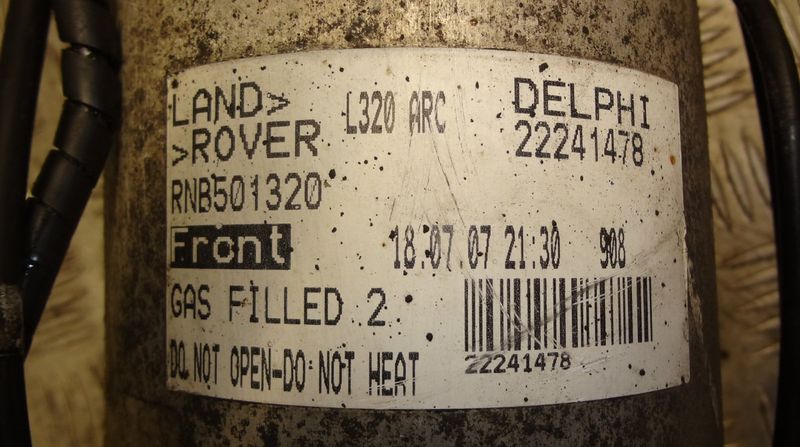 LAND>
>ROVER
L320 ARC
DELPHI
22241478
RNB501320
Front
18.07.07 21:30 908
GAS FILLED 2
22241478
DO NOT OPEN-DO NOT HEAT